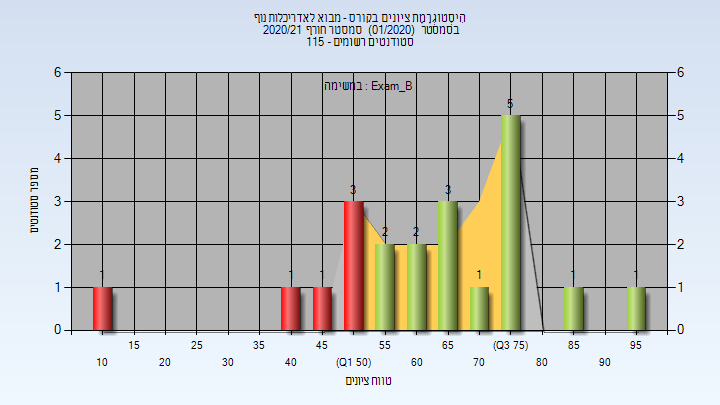 היסטוגרמת ציונים בקורס - מבוא לאדריכלות נוף
בסמסטר (01/2020) סמסטר חורף 2020/21
סטודנטים רשומים - 115
במשימה : Exam_B
מספר סטודנטים
6 6
5 5
4 4
3 3
2 2
1 1
0 0
1 1 1 3 2 2 3 1 5 1 1
15 25 35 45 55 65 (Q3 75) 85 95
10 20 30 40 (Q1 50) 60 70 80 90
טווח ציונים